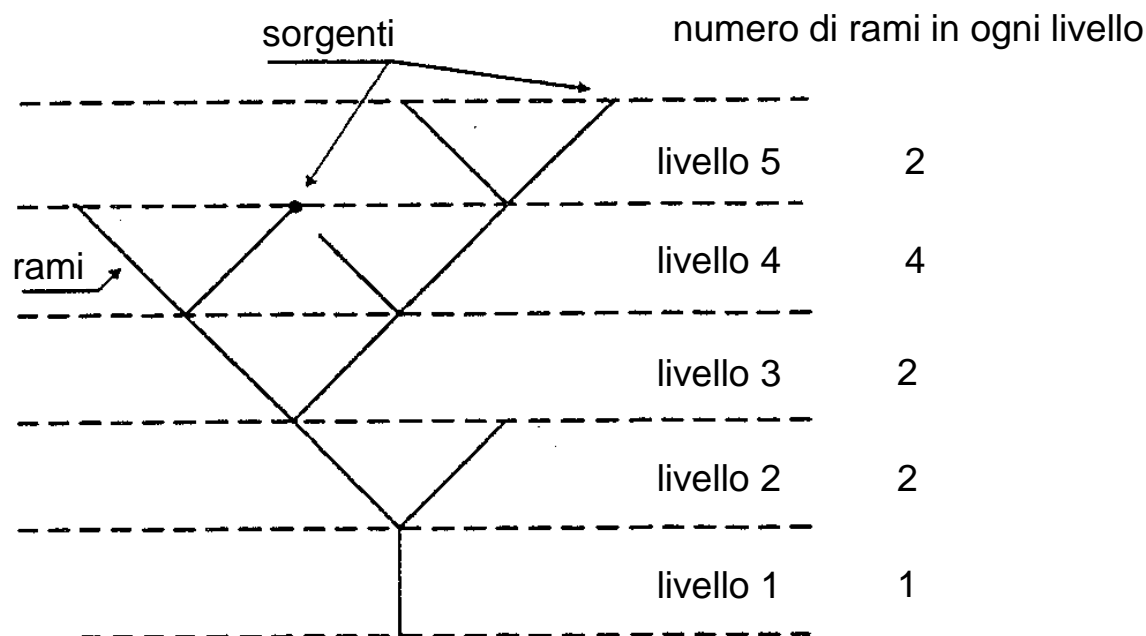 numero di rami in ogni livello
sorgenti
livello 5 2
rami
livello 4 4
livello 3 2
livello 2 2
livello 1 1